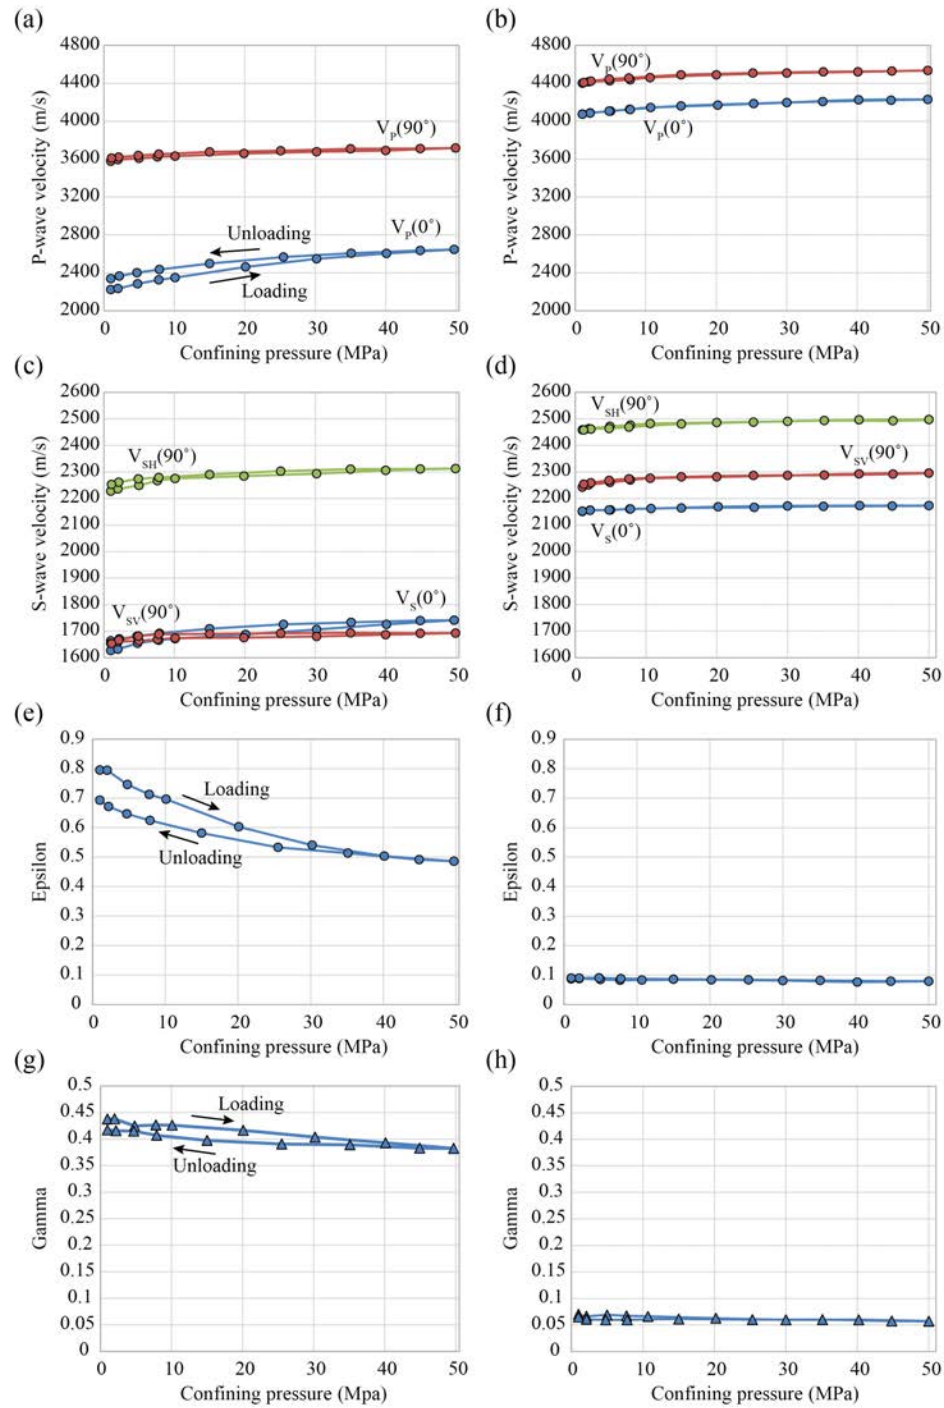 (a)
(b)
4800
4400
4000
3600
3200
2800
2400
2000
P-wave velocity (m/s)
VP(90˚)
VP(0˚)
Unloading
Loading
0 10 20 30 40 50
Confining pressure (MPa)
4800
4400
4000
3600
3200
2800
2400
2000
P-wave velocity (m/s)
VP(90˚)
VP(0˚)
0 10 20 30 40 50
Confining pressure (MPa)
(c)
(d)
2600
2500
2400
2300
2200
2100
2000
1900
1800
1700
1600
S-wave velocity (m/s)
VSH(90˚)
VSV(90˚)
VS(0˚)
0 10 20 30 40 50
Confining pressure (MPa)
2600
2500
2400
2300
2200
2100
2000
1900
1800
1700
1600
S-wave velocity (m/s)
VSH(90˚)
VSV(90˚)
VS(0˚)
0 10 20 30 40 50
Confining pressure (MPa)
(e)
(f)
0.9
0.8
0.7
0.6
0.5
0.4
0.3
0.2
0.1
0
Epsilon
Loading
Unloading
0 10 20 30 40 50
Confining pressure (MPa)
0.9
0.8
0.7
0.6
0.5
0.4
0.3
0.2
0.1
0
Epsilon
0 10 20 30 40 50
Confining pressure (MPa)
(g)
(h)
0.5
0.45
0.4
0.35
0.3
0.25
0.2
0.15
0.1
0.05
0
Gamma
Loading
Unloading
0 10 20 30 40 50
Confining pressure (Mpa)
0.5
0.45
0.4
0.35
0.3
0.25
0.2
0.15
0.1
0.05
0
Gamma
0 10 20 30 40 50
Confining pressure (Mpa)